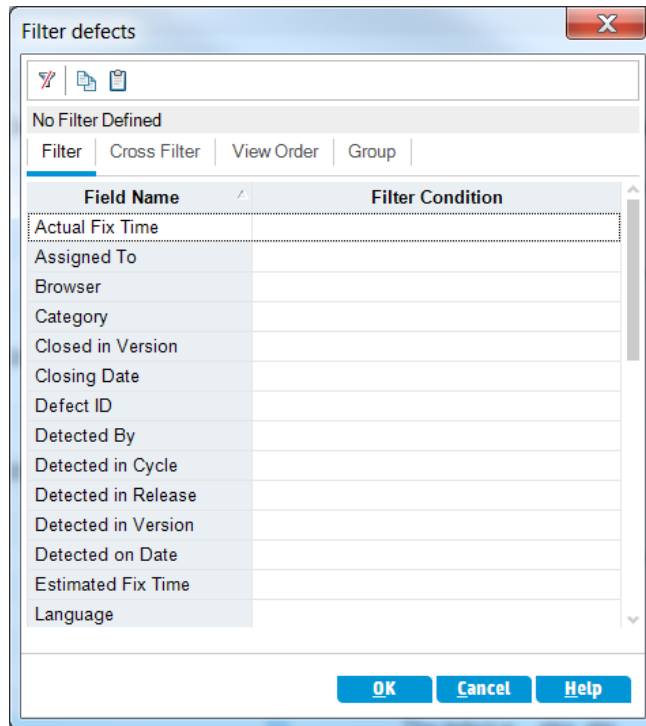 Filter defects
No Filter Defined
Filter Cross Filter View Order Group
Field Name Filter Condition
Actual Fix Time
Assigned To
Browser
Category
Closed in Version
Closing Date
Defect ID
Detected By
Detected in Cycle
Detected in Release
Detected in Version
Detected on Date
Estimated Fix Time
Language
OK Cancel Help